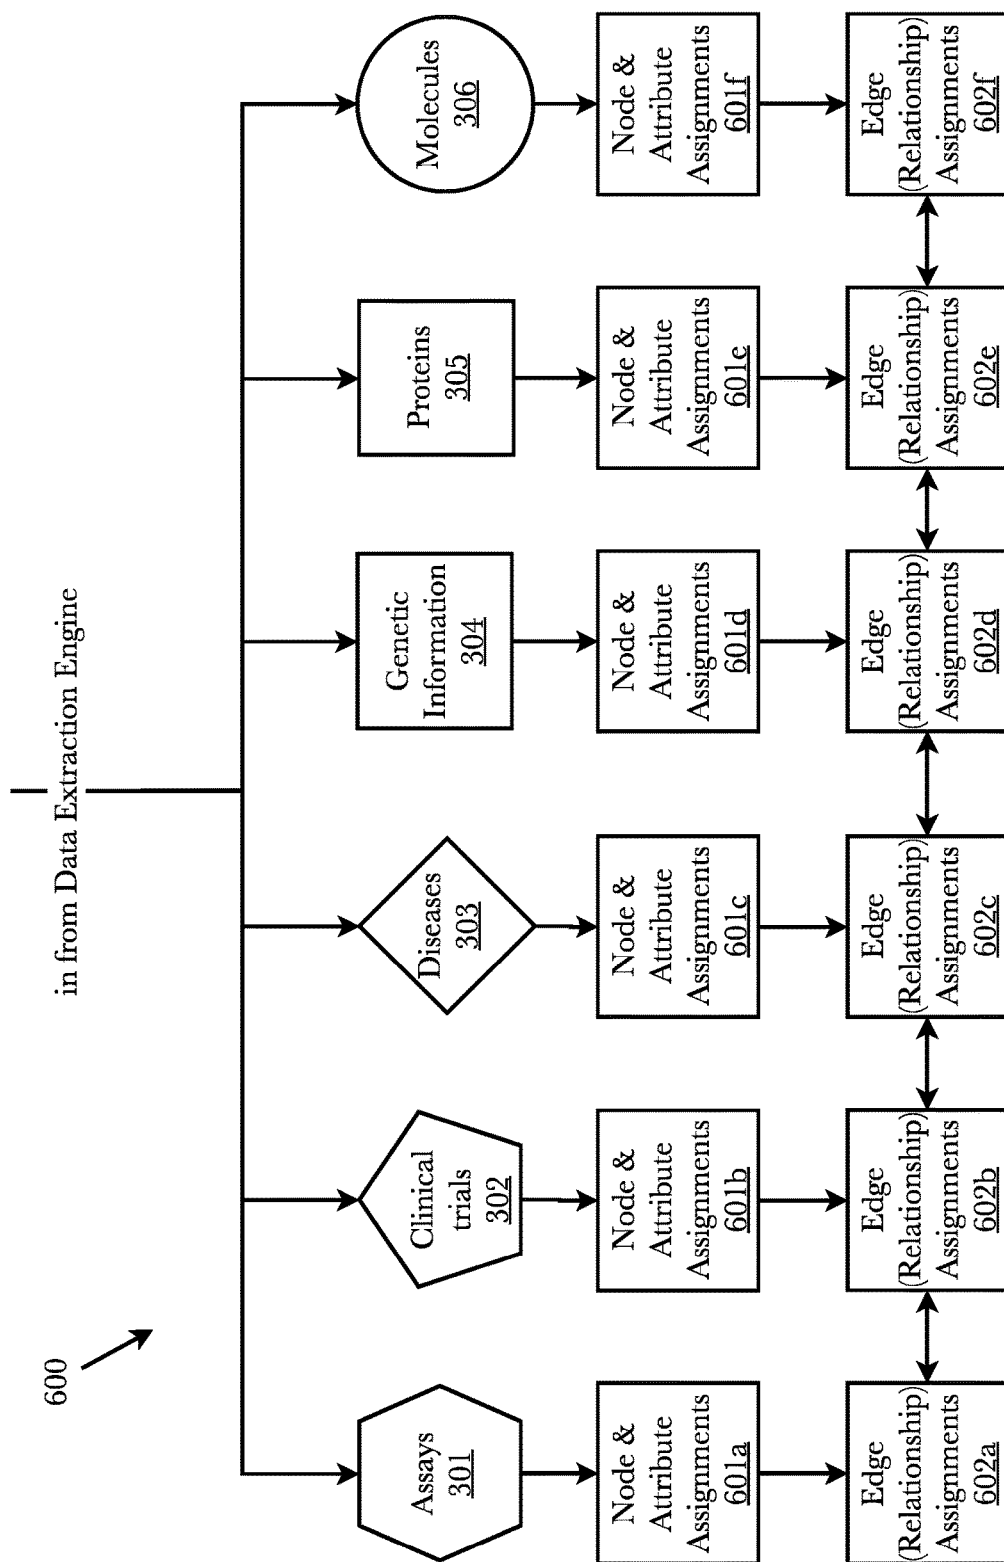 in from Data Extraction Engine
600
Assays
301
Clinical
trials
302
Diseases
303
Genetic
Information
304
Proteins
305
Molecules
306
Node &
Attribute
Assignments
601a
Node &
Attribute
Assignments
601b
Node &
Attribute
Assignments
601c
Node &
Attribute
Assignments
601d
Node &
Attribute
Assignments
601e
Node &
Attribute
Assignments
601f
Edge
(Relationship)
Assignments
602a
Edge
(Relationship)
Assignments
602b
Edge
(Relationship)
Assignments
602c
Edge
(Relationship)
Assignments
602d
Edge
(Relationship)
Assignments
602e
Edge
(Relationship)
Assignments
602f